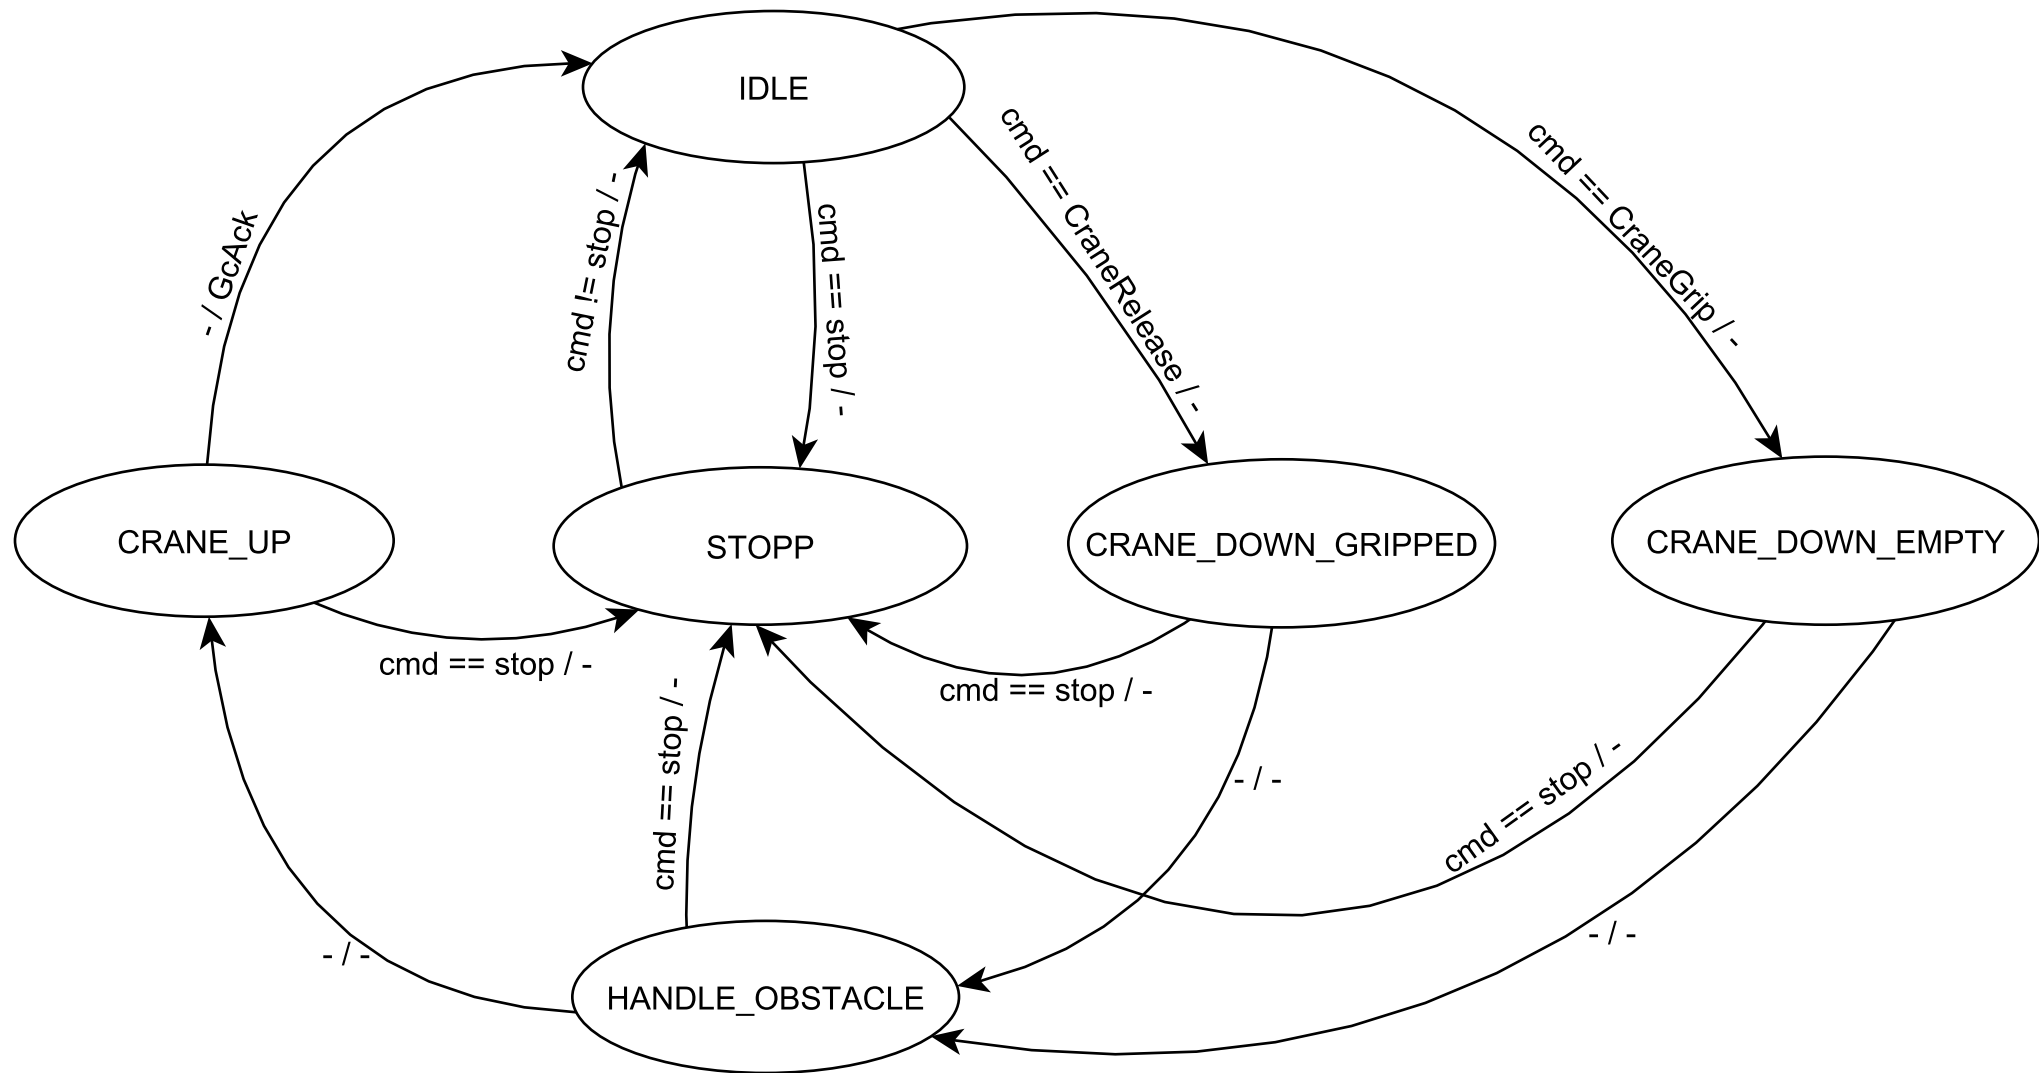 IDLE
cmd == CraneRelease / -
cmd == CraneGrip / -
- / GcAck
cmd != stop / -
cmd == stop / -
CRANE_UP
STOPP
CRANE_DOWN_GRIPPED
CRANE_DOWN_EMPTY
cmd == stop / -
cmd == stop / -
cmd == stop / -
- / -
cmd == stop / -
- / -
- / -
HANDLE_OBSTACLE